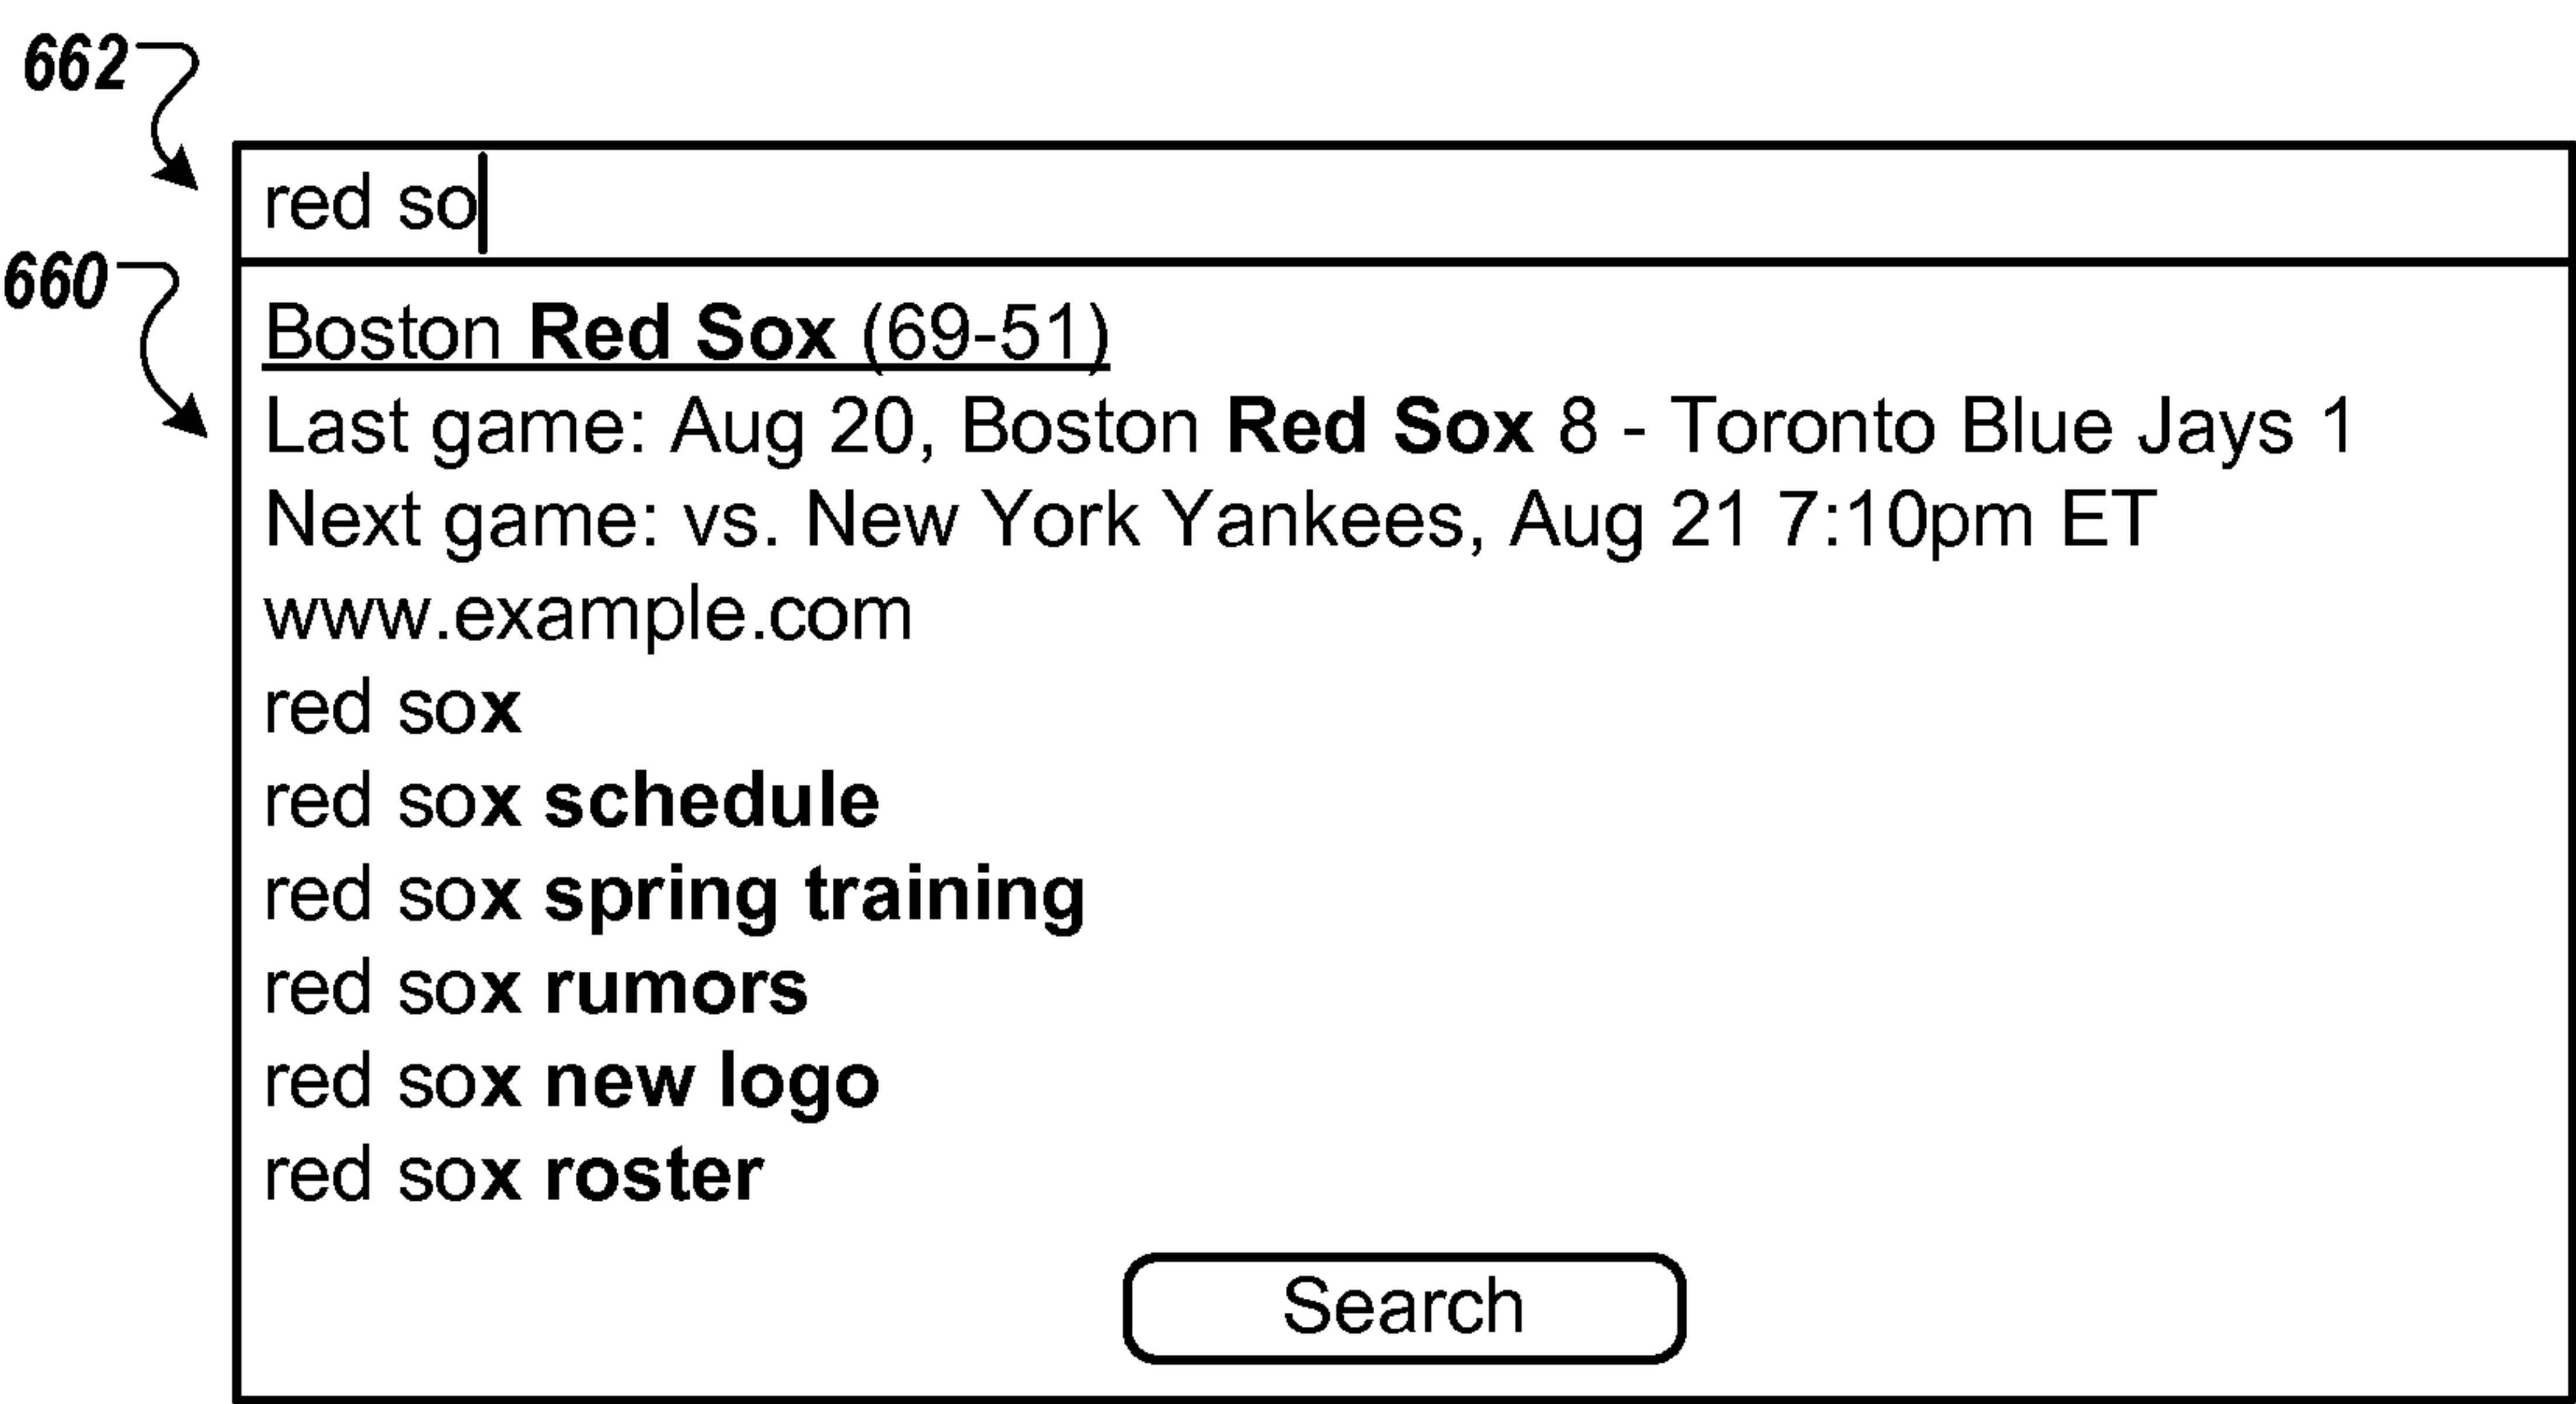 662
red so
660
Boston Red Sox (69-51)
Last game: Aug 20, Boston Red Sox 8 - Toronto Blue Jays 1
Next game: vs. New York Yankees, Aug 21 7:10pm ET
www.example.com
red sox
red sox schedule
red sox spring training
red sox rumors
red sox new logo
red sox roster
Search